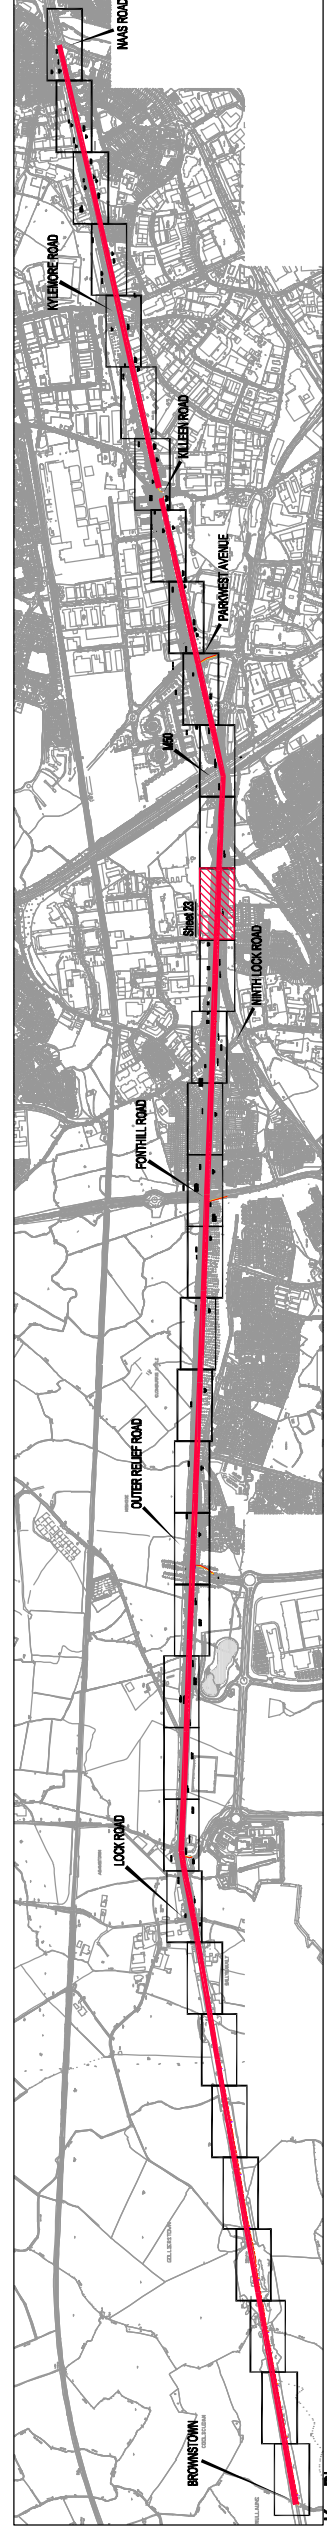 NAAS ROAD
KYLEMORE ROAD
KILLEEN ROAD
PARKWEST AVENUE
M50
Sheet 23
NINTH LOCK ROAD
FONTHILL ROAD
OUTER RELIEF ROAD
LOCK ROAD
BROWNSTOWN